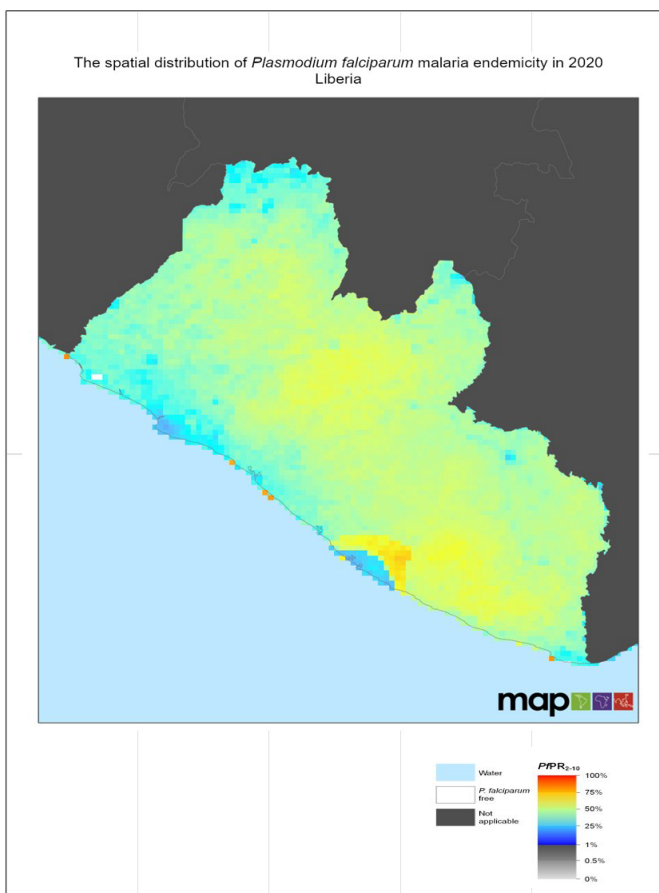 The spatial distribution of Plasmodium falciparum malaria endemicity in 2020
Liberia
map
Water
P. falciparum
free
Not
applicable
PfPR2-10
100%
75%
50%
25%
1%
0.5%
0%